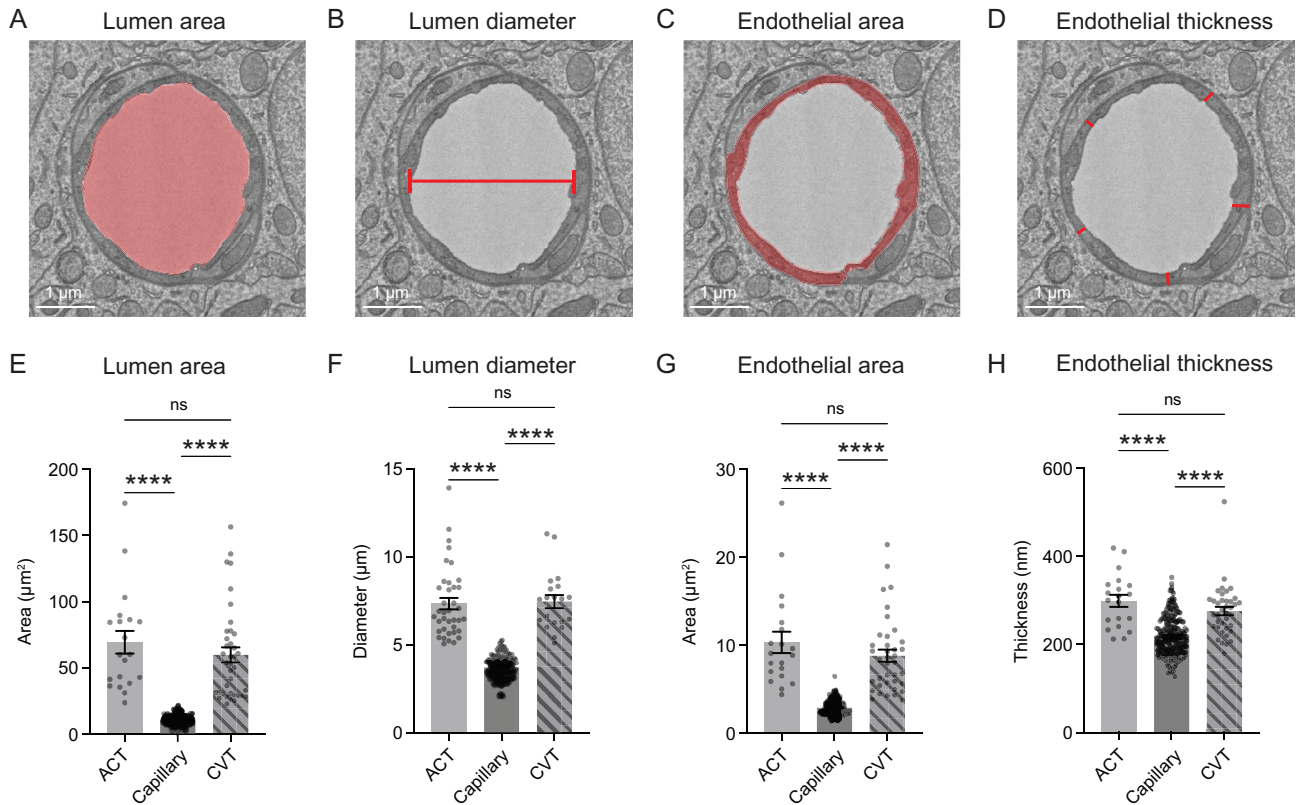 A Lumen area
B Lumen diameter
C Endothelial area
D Endothelial thickness
1 µm
1 µm
1 µm
1 µm
E Lumen area
F Lumen diameter
G Endothelial area
H Endothelial thickness
ns
****
****
200
150
100
50
0
Area (µm²)
ACT
Capillary
CVT
ns
****
****
15
10
5
0
Diameter (µm)
ACT
Capillary
CVT
ns
****
****
30
20
10
0
Area (µm²)
ACT
Capillary
CVT
ns
****
****
600
400
200
0
Thickness (nm)
ACT
Capillary
CVT